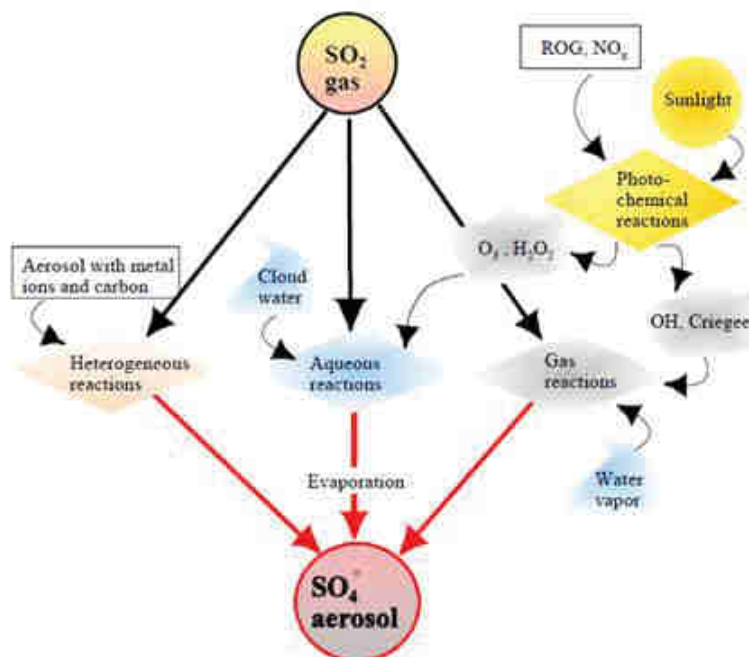 SO₂
gas
ROG, NOₓ
Sunlight
Photo-
chemical
reactions
O₃, H₂O₂
Aerosol with metal
ions and carbon
Cloud
water
OH, Criegee
Heterogeneous
reactions
Aqueous
reactions
Gas
reactions
Evaporation
Water
vapor
SO₄⁼
aerosol